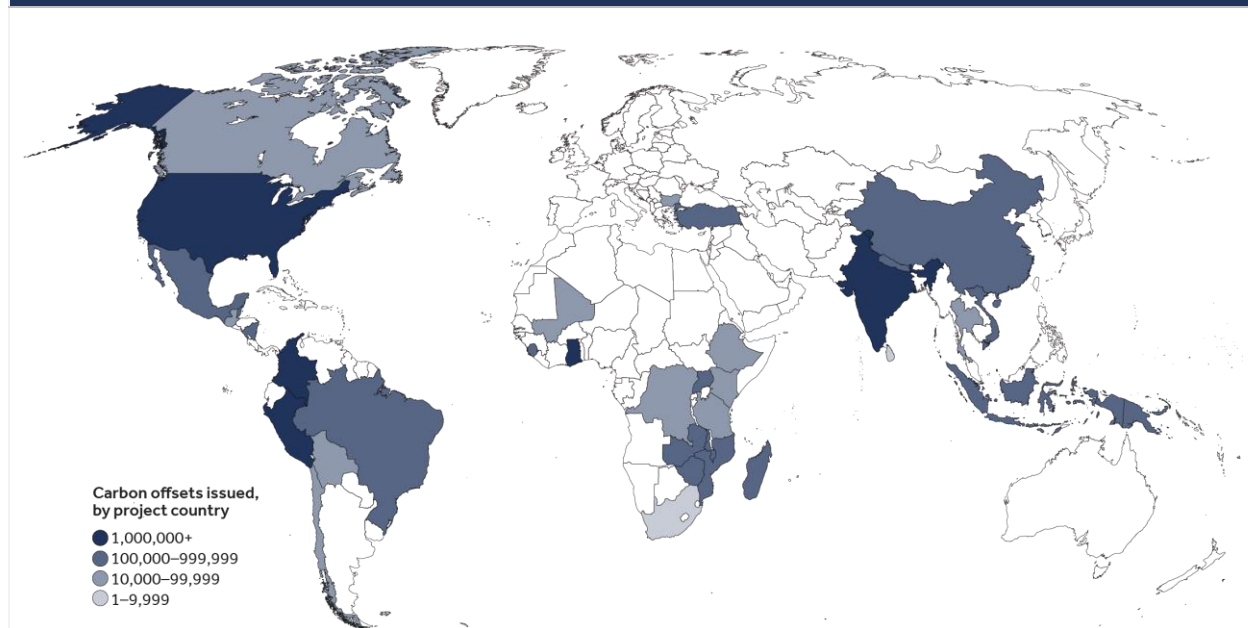 Carbon offsets issued,
by project country
1,000,000+
100,000–999,999
10,000–99,999
1–9,999